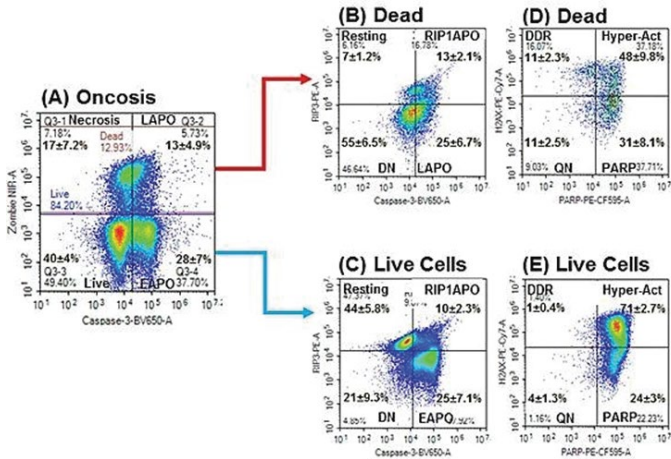 (A) Oncosis
Q3-1 Necrosis LAPO Q3-2
7.18% Dead 5.73%
17±7.2% 12.93% 13±4.9%
Live
84.20%
40±4% 28±7%
Q3-3 Q3-4
49.40% Live EAPO 37.70%
Zombie NIR-A
Caspase-3-BV650-A
(B) Dead
Resting RIP1APO
6.16% 16.78%
7±1.2% 13±2.1%
55±6.5% 25±6.7%
46.64% DN LAPO
RIP3-PE-A
Caspase-3-BV650-A
(D) Dead
DDR Hyper-Act
16.07% 37.18%
11±2.3% 48±9.8%
11±2.5% 31±8.1%
9.03% QN PARP 37.71%
H2AX-PE-Cy7-A
PARP-PE-CF595-A
(C) Live Cells
Resting RIP1APO
47.37%
44±5.8% 10±2.3%
21±9.3% 25±7.1%
4.85% DN EAPO
RIP3-PE-A
Caspase-3-BV650-A
(E) Live Cells
DDR Hyper-Act
1.40%
1±0.4% 71±2.7%
4±1.3% 24±3%
1.16% QN PARP 22.23%
H2AX-PE-Cy7-A
PARP-PE-CF595-A